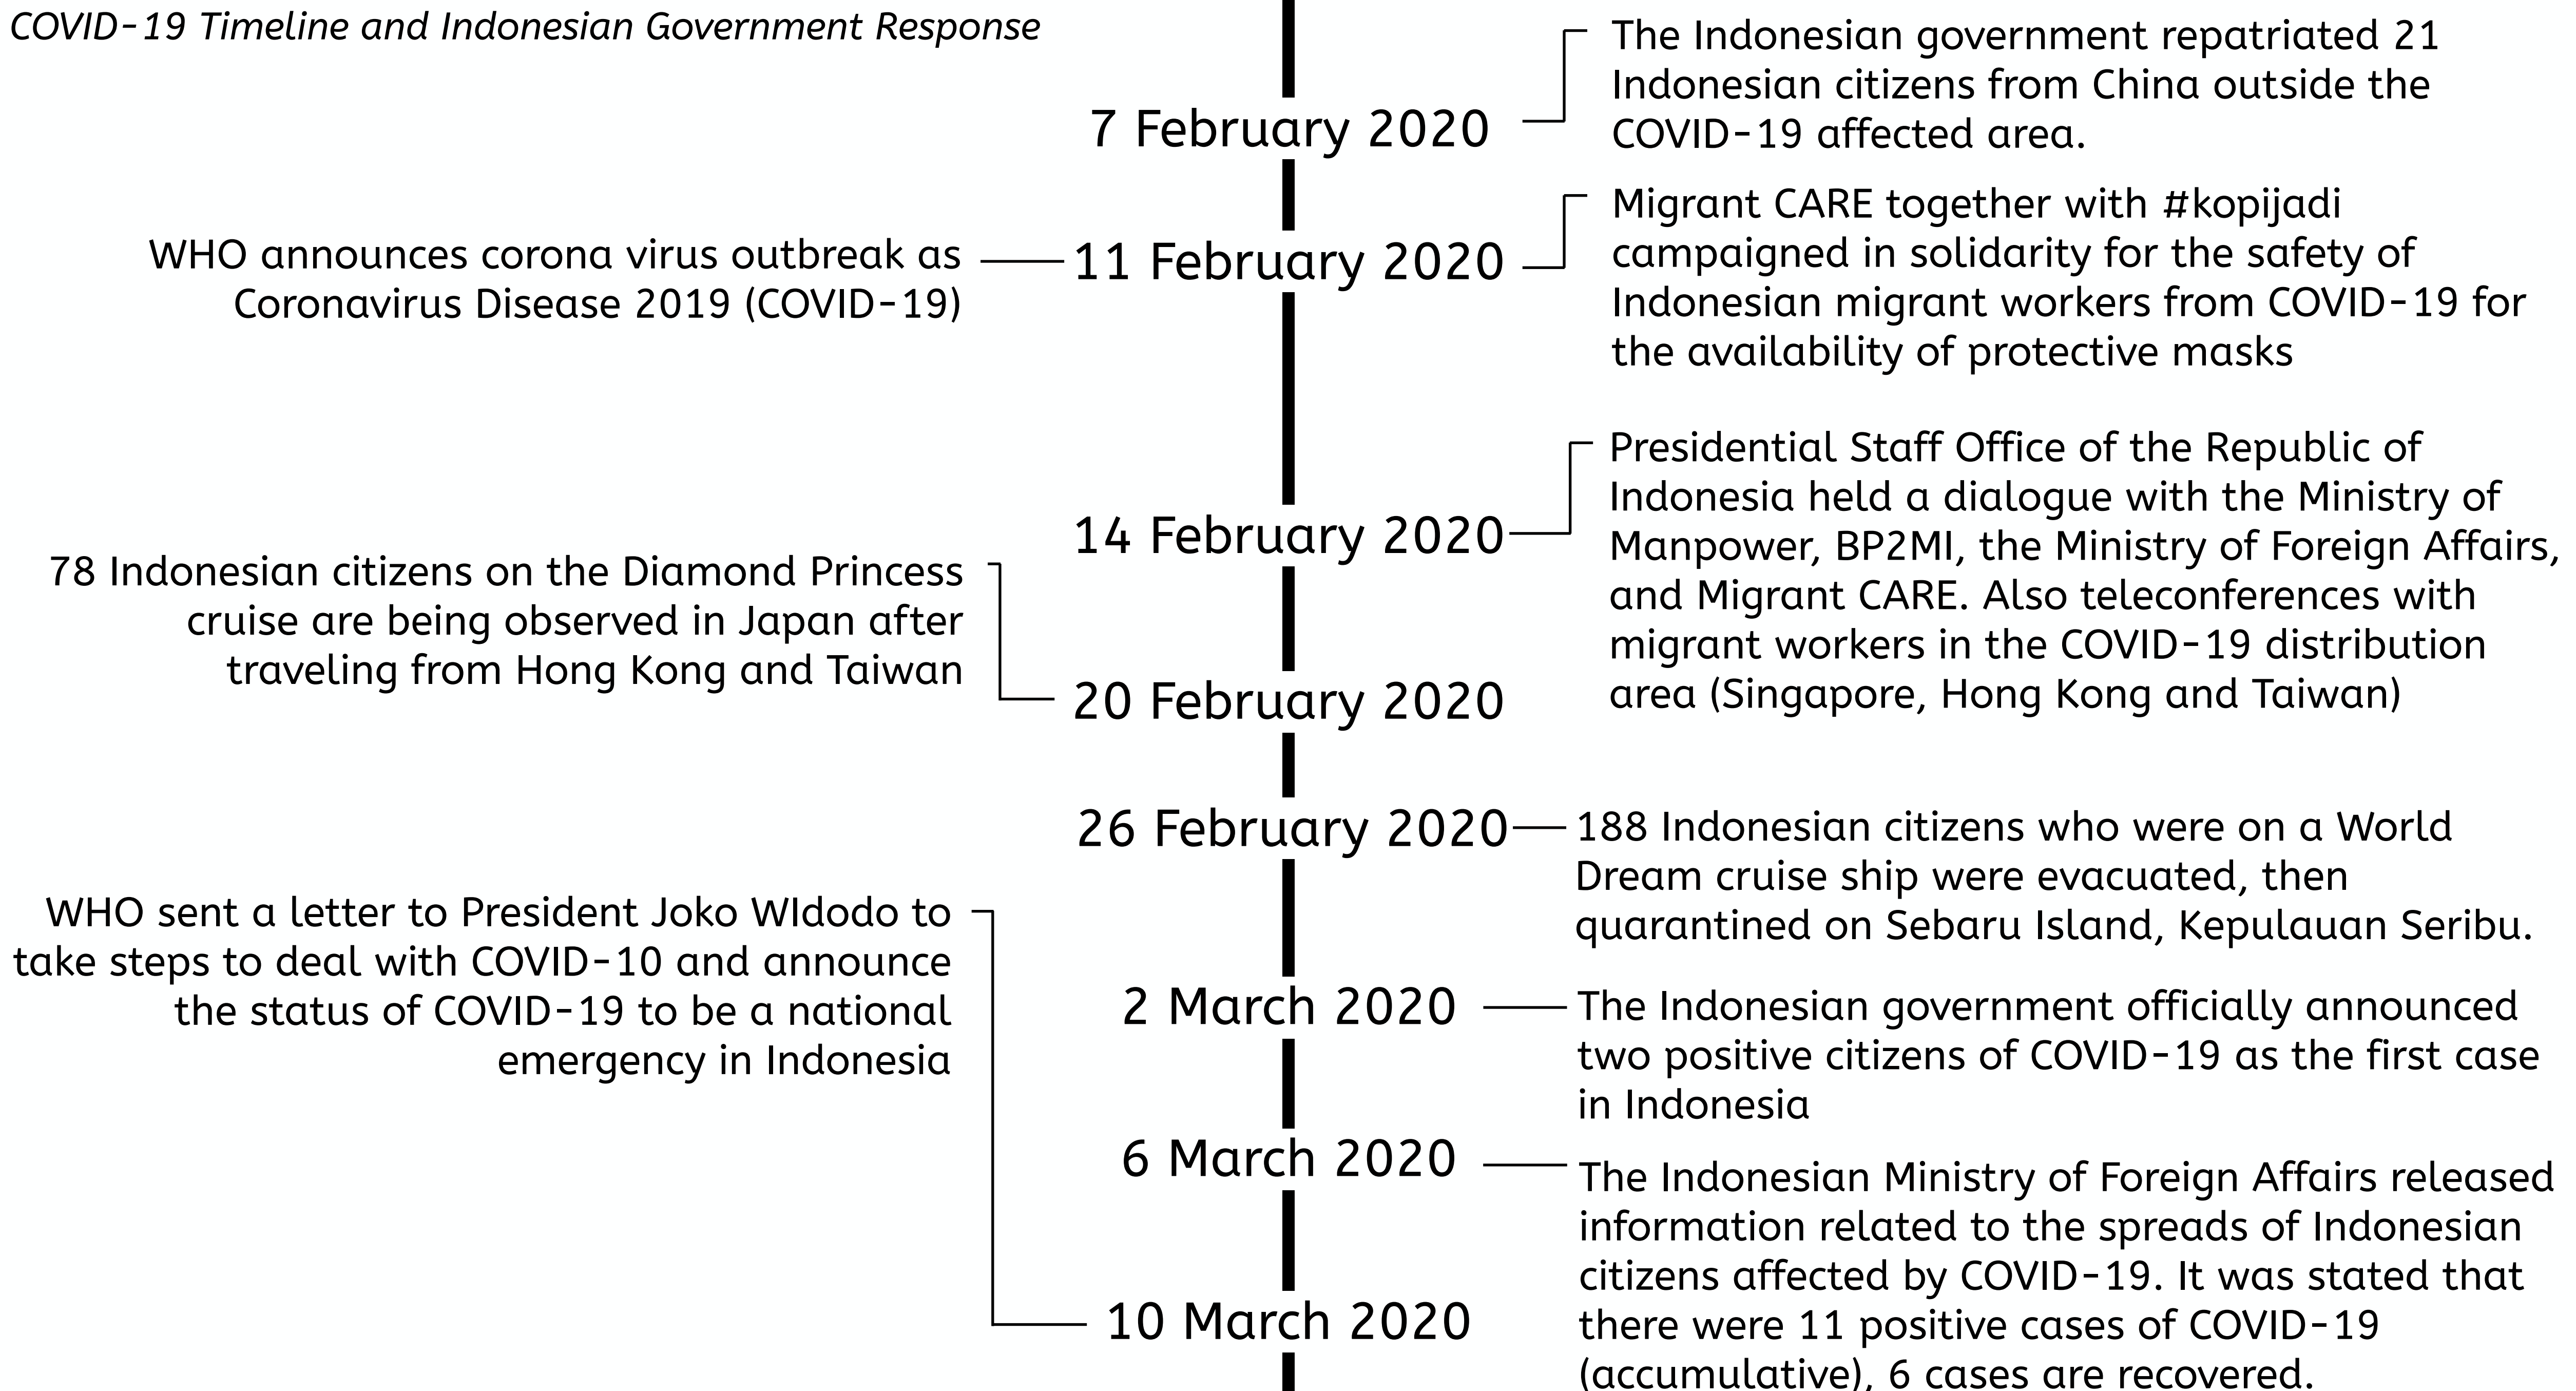 COVID-19 Timeline and Indonesian Government Response
7 February 2020
The Indonesian government repatriated 21
Indonesian citizens from China outside the
COVID-19 affected area.
WHO announces corona virus outbreak as
Coronavirus Disease 2019 (COVID-19)
11 February 2020
Migrant CARE together with #kopijadi
campaigned in solidarity for the safety of
Indonesian migrant workers from COVID-19 for
the availability of protective masks
14 February 2020
Presidential Staff Office of the Republic of
Indonesia held a dialogue with the Ministry of
Manpower, BP2MI, the Ministry of Foreign Affairs,
and Migrant CARE. Also teleconferences with
migrant workers in the COVID-19 distribution
area (Singapore, Hong Kong and Taiwan)
78 Indonesian citizens on the Diamond Princess
cruise are being observed in Japan after
traveling from Hong Kong and Taiwan
20 February 2020
26 February 2020
188 Indonesian citizens who were on a World
Dream cruise ship were evacuated, then
quarantined on Sebaru Island, Kepulauan Seribu.
2 March 2020
The Indonesian government officially announced
two positive citizens of COVID-19 as the first case
in Indonesia
6 March 2020
The Indonesian Ministry of Foreign Affairs released
information related to the spreads of Indonesian
citizens affected by COVID-19. It was stated that
there were 11 positive cases of COVID-19
(accumulative), 6 cases are recovered.
WHO sent a letter to President Joko WIdodo to
take steps to deal with COVID-10 and announce
the status of COVID-19 to be a national
emergency in Indonesia
10 March 2020